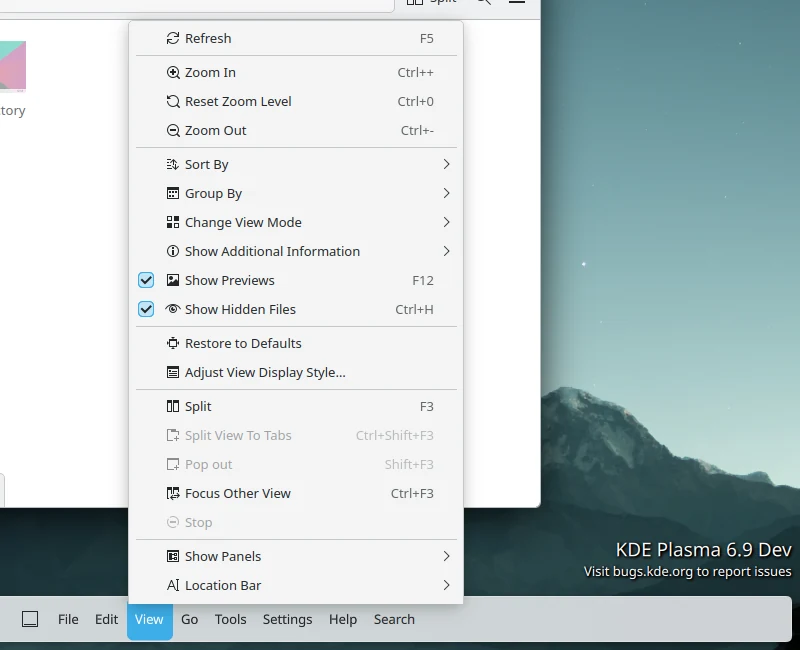 Split
tory
Refresh F5
Zoom In Ctrl++
Reset Zoom Level Ctrl+0
Zoom Out Ctrl+-
Sort By
Group By
Change View Mode
Show Additional Information
Show Previews F12
Show Hidden Files Ctrl+H
Restore to Defaults
Adjust View Display Style...
Split F3
Split View To Tabs Ctrl+Shift+F3
Pop out Shift+F3
Focus Other View Ctrl+F3
Stop
Show Panels
Location Bar
KDE Plasma 6.9 Dev
Visit bugs.kde.org to report issues
File Edit View Go Tools Settings Help Search